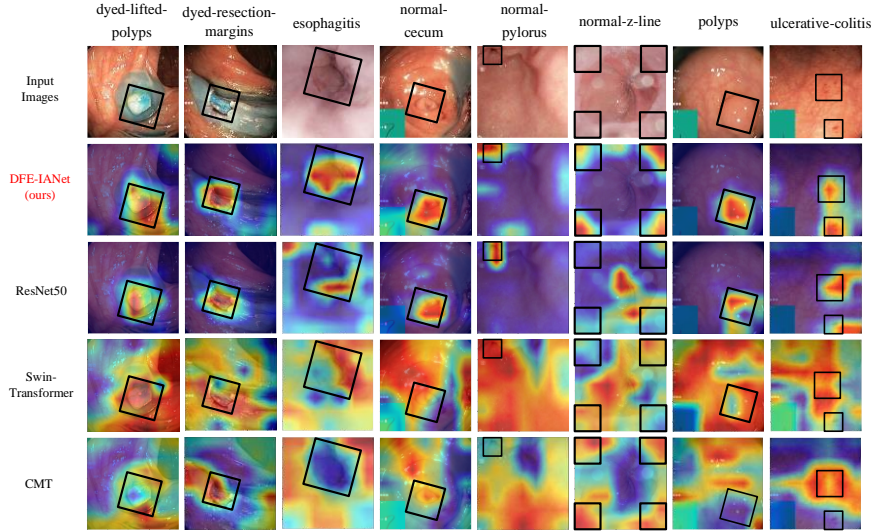 dyed-lifted-
polyps
dyed-resection-
margins
esophagitis
normal-
cecum
normal-
pylorus
normal-z-line
polyps
ulcerative-colitis
Input
Images
DFE-IANet
(ours)
ResNet50
Swin-
Transformer
CMT